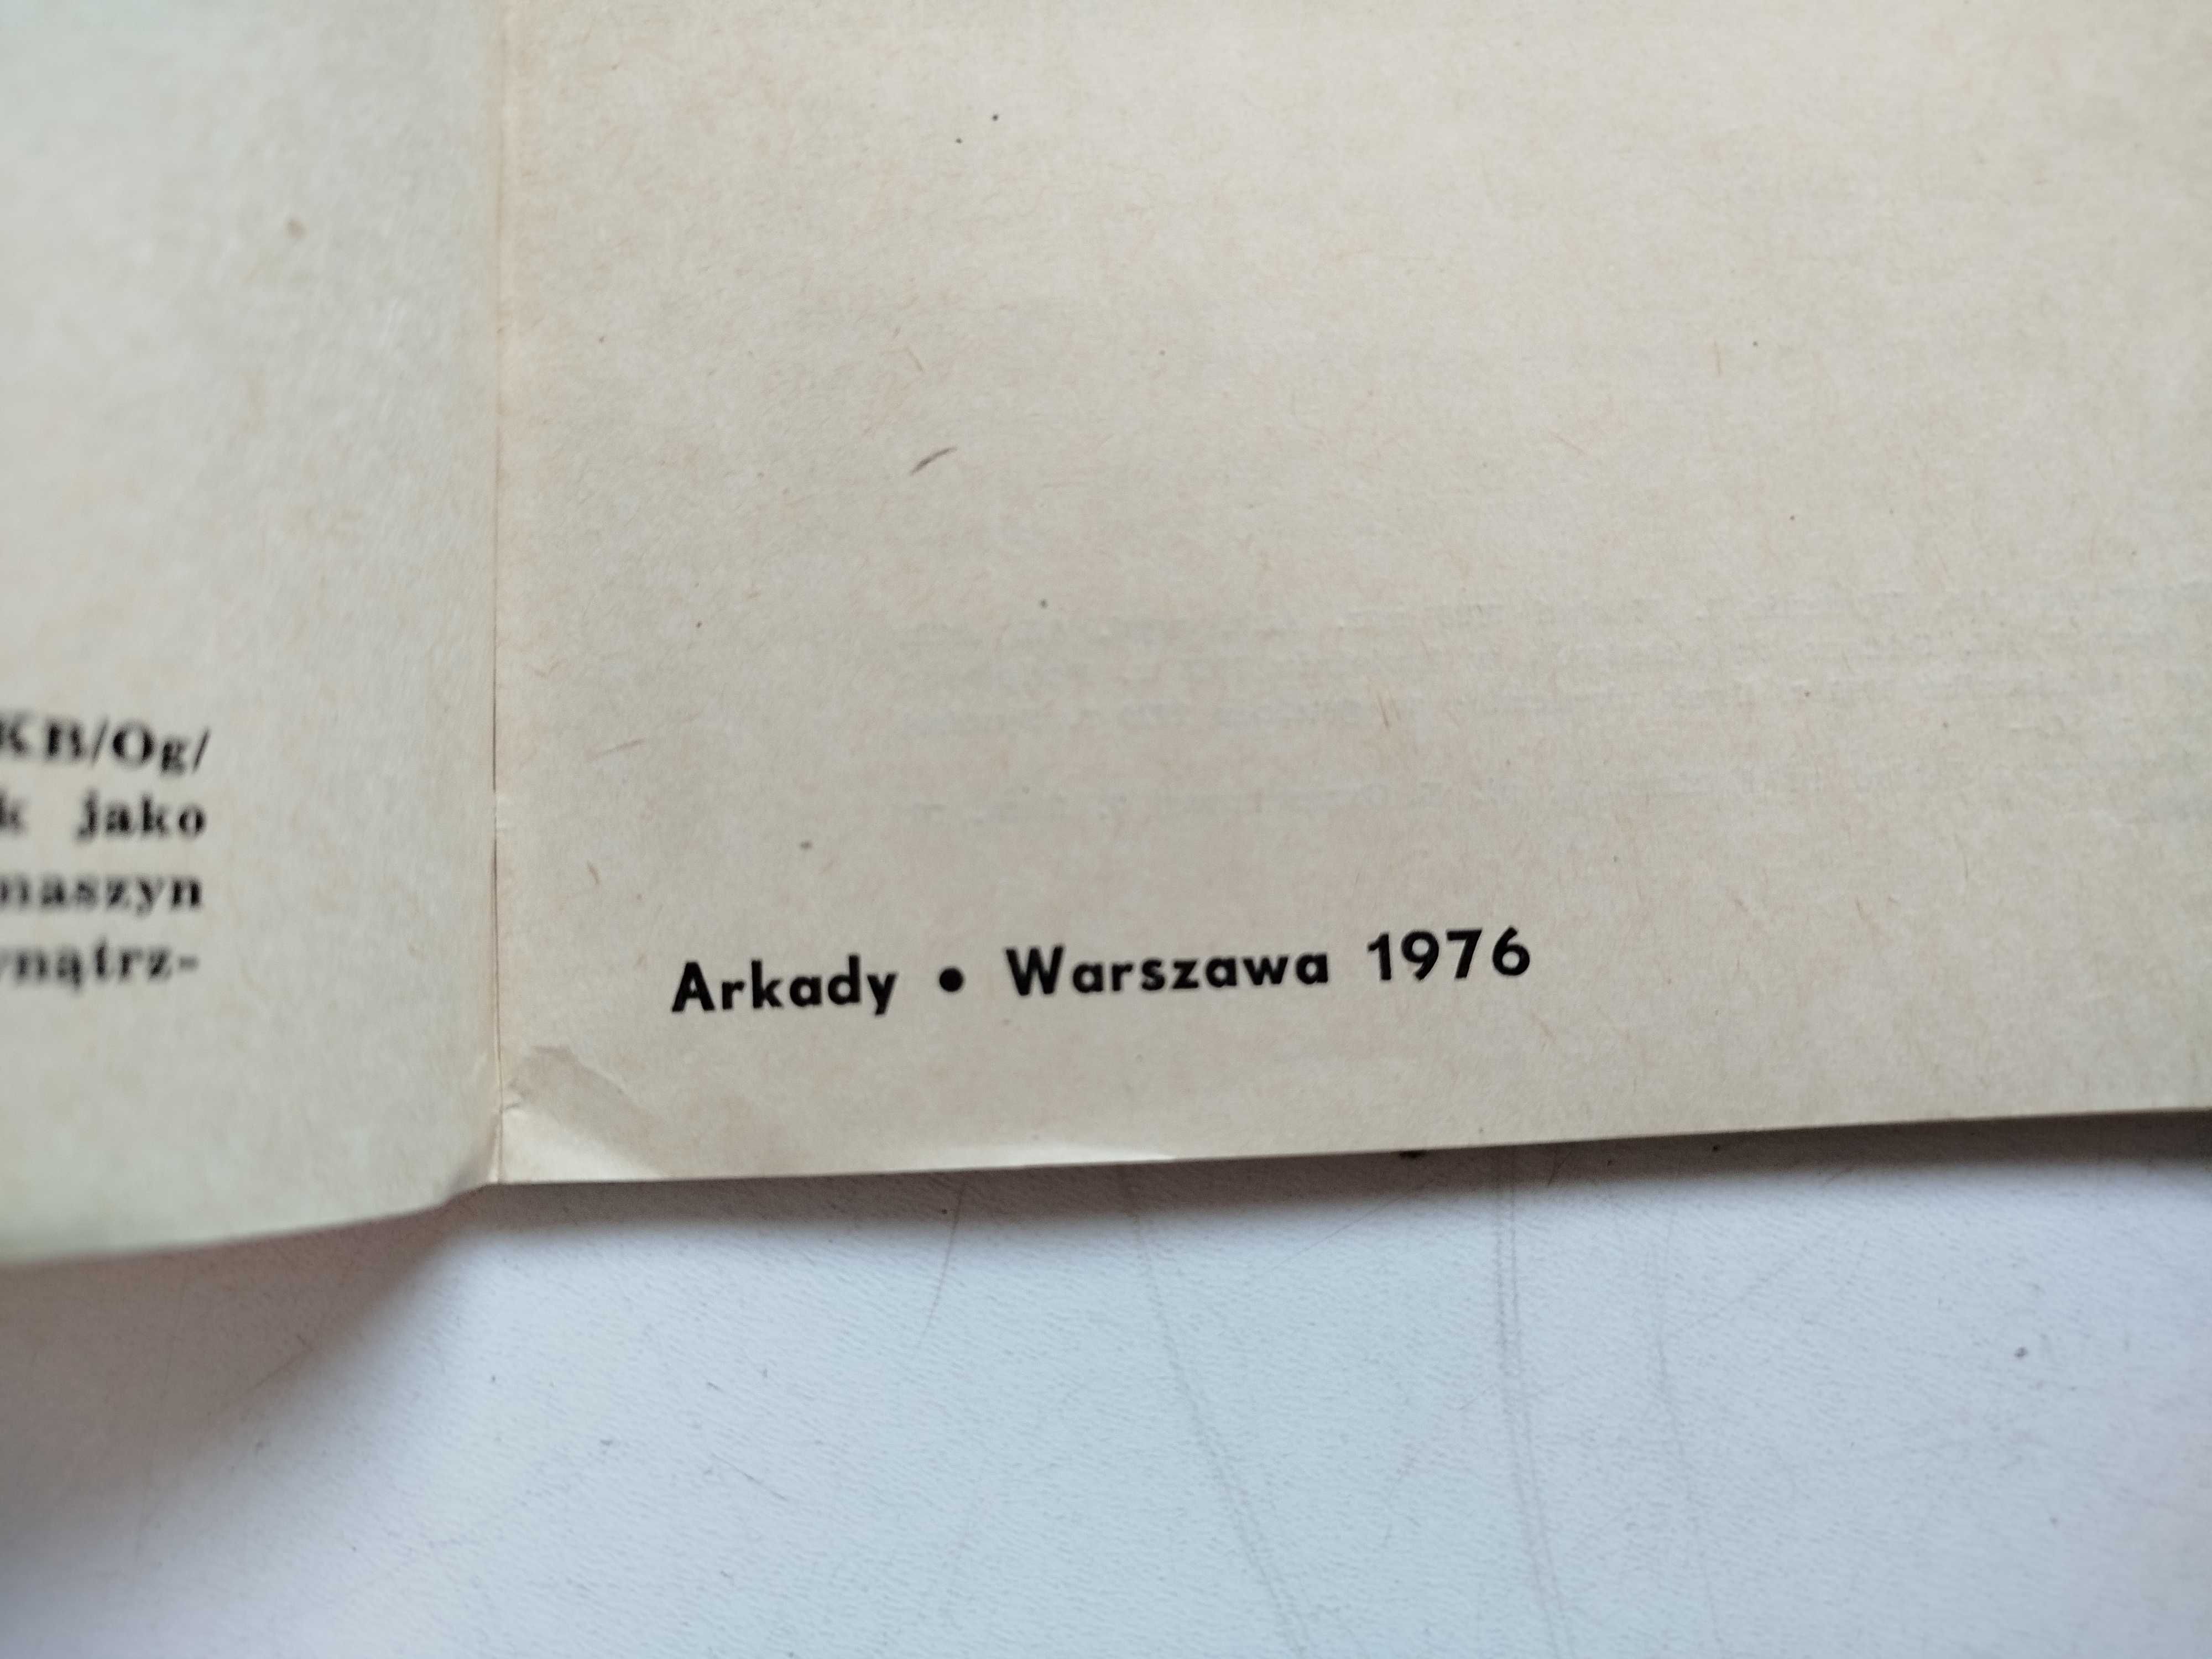 KB/Og/
k jako
maszyn
wnątrz-
Arkady • Warszawa 1976